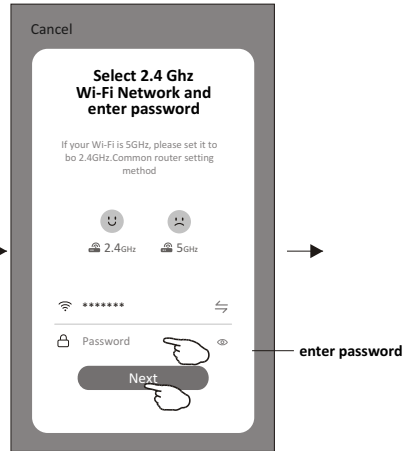 Cancel
Select 2.4 Ghz
Wi-Fi Network and
enter password
If your Wi-Fi is 5GHz, please set it to
bo 2.4GHz.Common router setting
method
2.4GHz 5GHz
*******
Password
enter password
Next